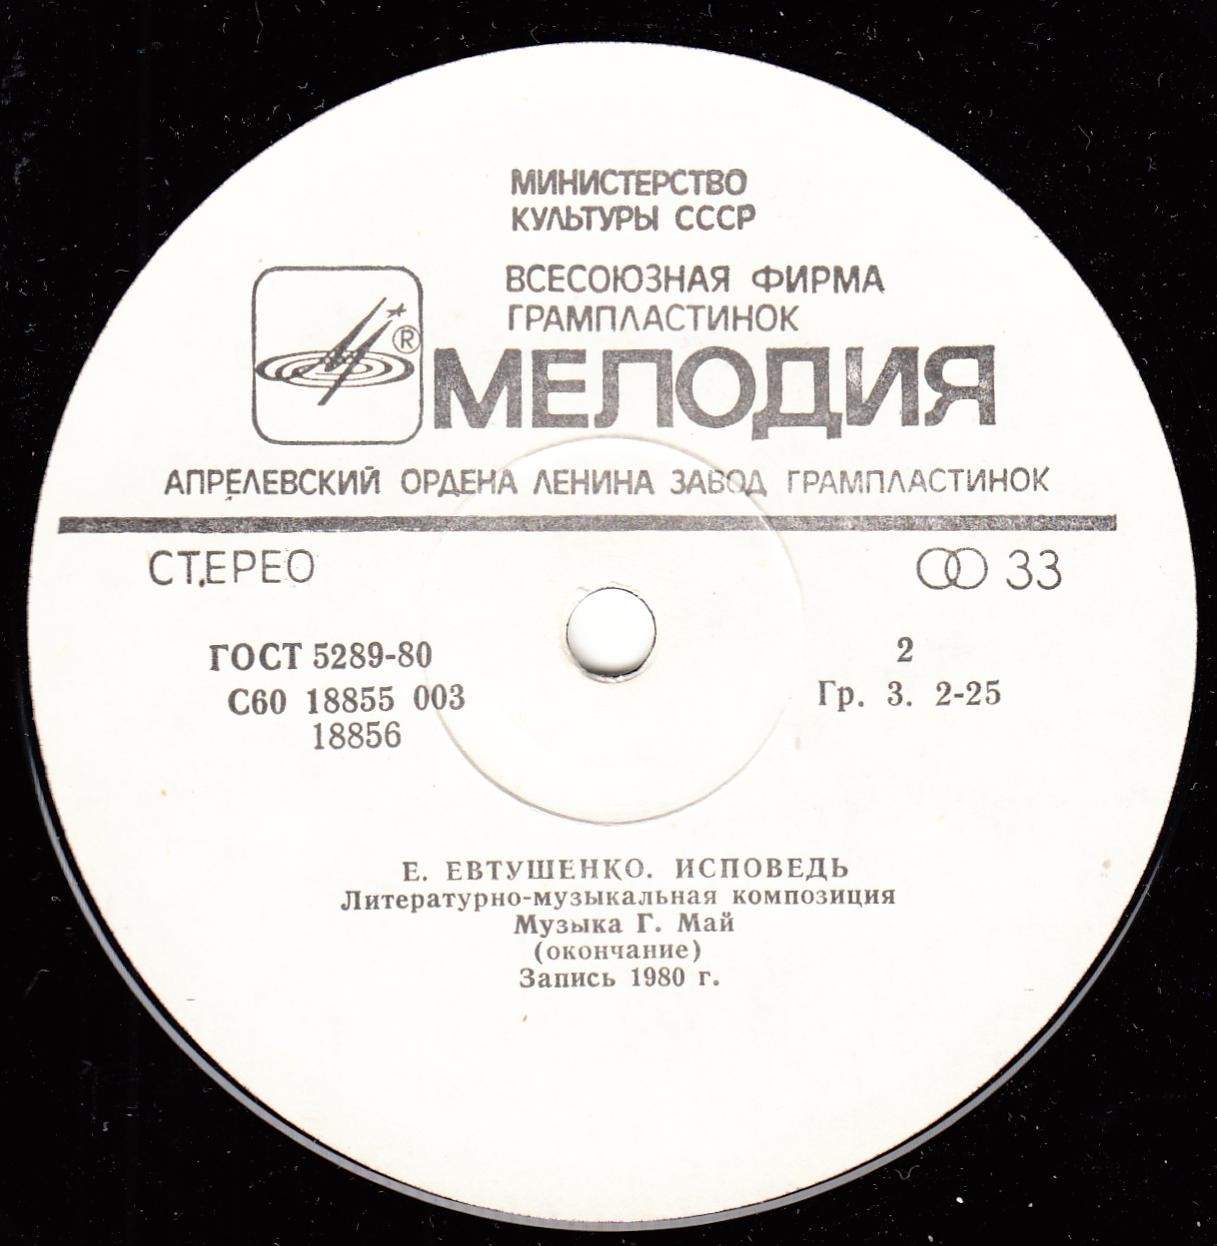 МИНИСТЕРСТВО
КУЛЬТУРЫ СССР
ВСЕСОЮЗНАЯ ФИРМА
ГРАМПЛАСТИНОК
® МЕЛОДИЯ
АПРЕЛЕВСКИЙ ОРДЕНА ЛЕНИНА ЗАВОД ГРАМПЛАСТИНОК
СТЕРЕО 33
ГОСТ 5289-80 2
С60 18855 003 Гр. 3. 2-25
18856
Е. ЕВТУШЕНКО. ИСПОВЕДЬ
Литературно-музыкальная композиция
Музыка Г. Май
(окончание)
Запись 1980 г.